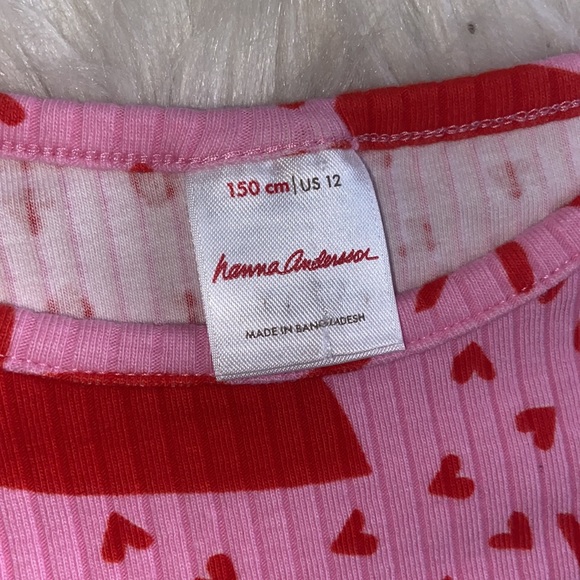 150 cm | US 12
hanna andersson
MADE IN BANGLADESH